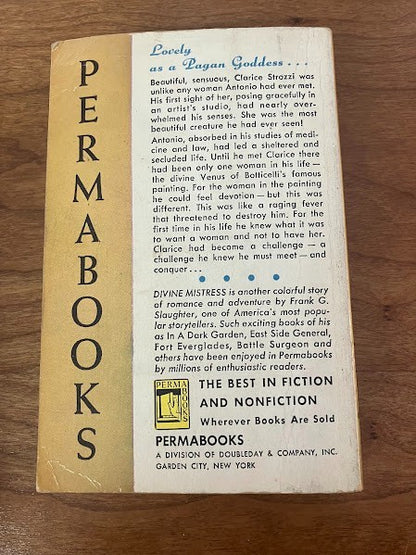 PERMABOOKS
Lovely
as a Pagan Goddess . . .
Beautiful, sensuous, Clarice Strozzi was
unlike any woman Antonio had ever met.
His first sight of her, posing gracefully in
an artist's studio, had nearly over-
whelmed his senses. She was the most
beautiful creature he had ever seen!
Antonio, absorbed in his studies of medi-
cine and law, had led a sheltered and
secluded life. Until he met Clarice there
had been only one woman in his life —
the divine Venus of Botticelli's famous
painting. For the woman in the painting
he could feel devotion — but this was
different. This was like a raging fever
that threatened to destroy him. For the
first time in his life he knew what it was
to want a woman and not to have her.
Clarice had become a challenge — a
challenge he knew he must meet — and
conquer . . .
DIVINE MISTRESS is another colorful story
of romance and adventure by Frank G.
Slaughter, one of America's most popu-
lar storytellers. Such exciting books of his
as In A Dark Garden, East Side General,
Fort Everglades, Battle Surgeon and
others have been enjoyed in Permabooks
by millions of enthusiastic readers.
PERMA
BOOKS
THE BEST IN FICTION
AND NONFICTION
Wherever Books Are Sold
PERMABOOKS
A DIVISION OF DOUBLEDAY & COMPANY, INC.
GARDEN CITY, NEW YORK